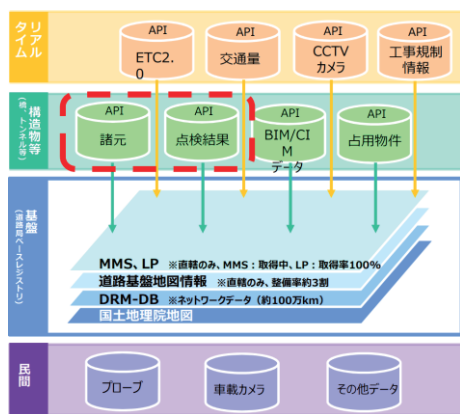 リアルタイム
API
ETC2.
0
API
交通量
API
CCTV
カメラ
API
工事規制
情報
構造物等
(橋、トンネル等)
API
諸元
API
点検結果
API
BIM/CI
M
データ
API
占用物件
基盤
(道路局ベースレジストリ)
MMS、LP ※直轄のみ、MMS：取得中、LP：取得率100%
道路基盤地図情報 ※直轄のみ、整備率約3割
DRM-DB ※ネットワークデータ（約100万km）
国土地理院地図
民間
プローブ
車載カメラ
その他データ